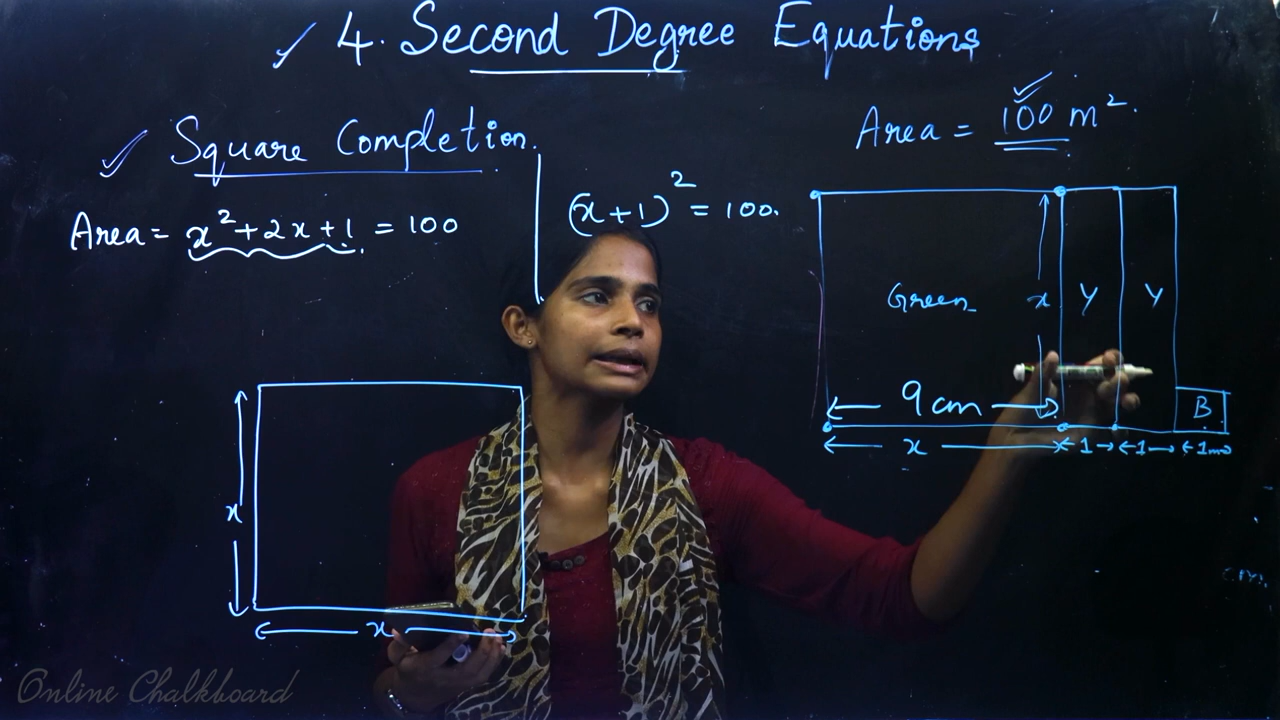 ✓ 4. Second Degree Equations
✓ Square Completion.
Area = x² + 2x + 1 = 100
(x + 1)² = 100.
Area = 100 m².
Green
x
Y
Y
9 cm
B
x
1
1
1m
x
x
Online Chalkboard